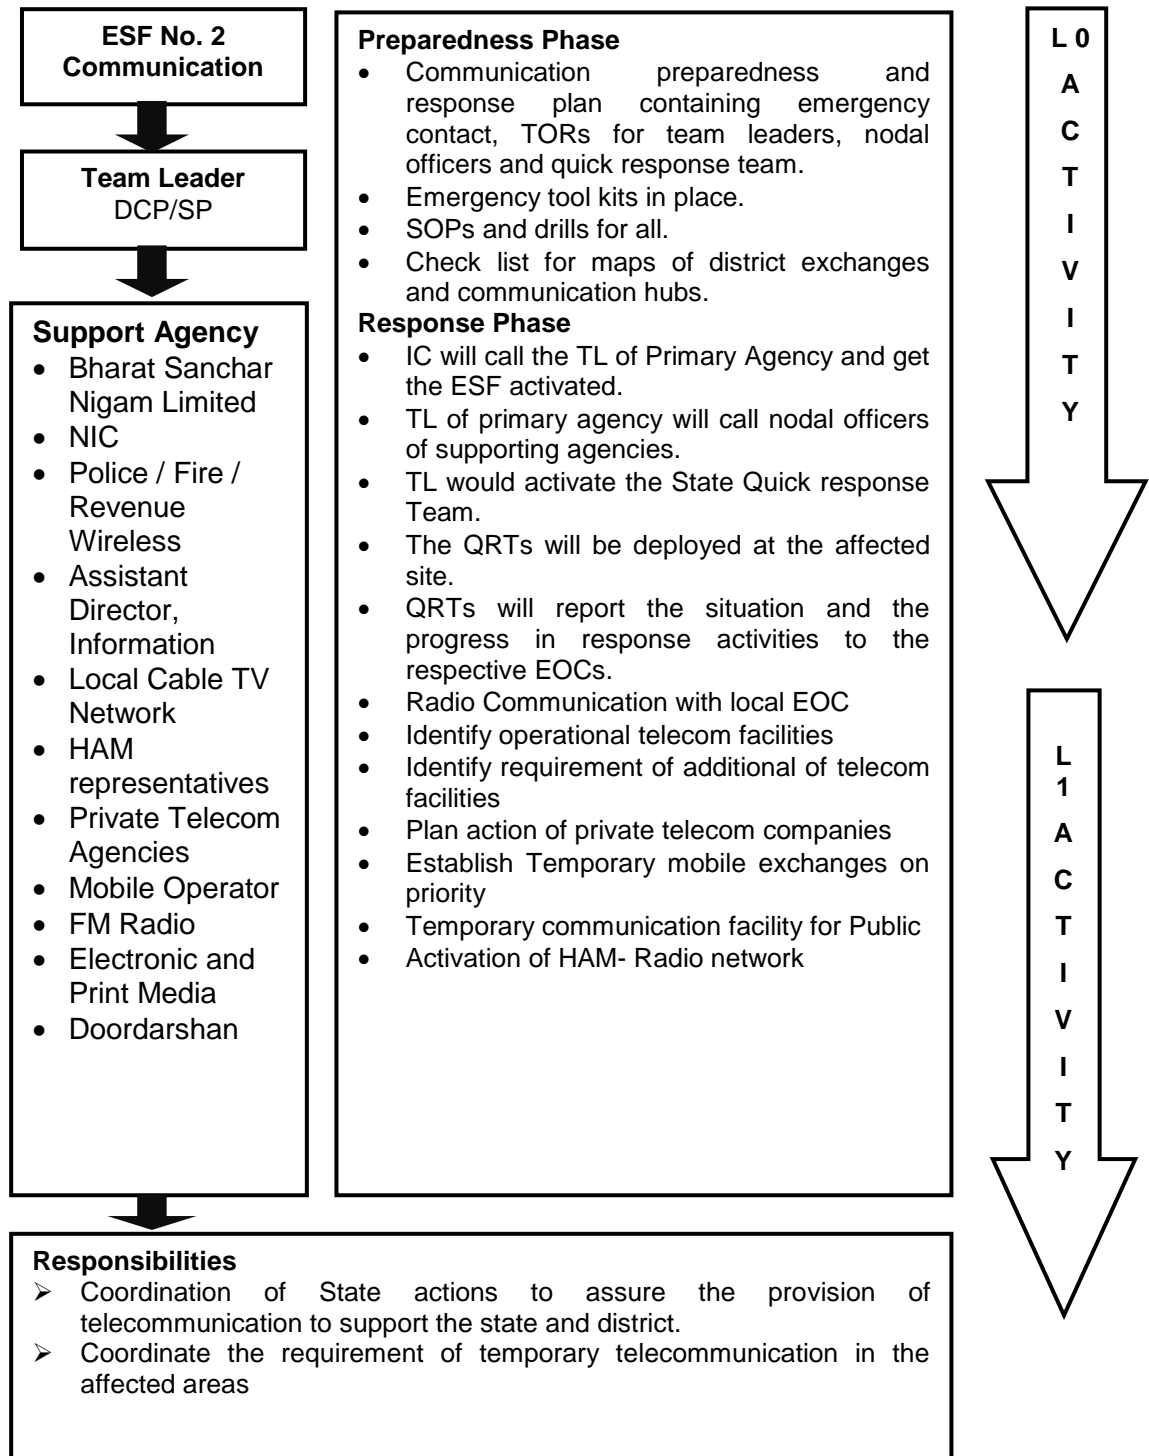 ESF No. 2
Communication
Team Leader
DCP/SP
Support Agency
• Bharat Sanchar
Nigam Limited
• NIC
• Police / Fire /
Revenue
Wireless
• Assistant
Director,
Information
• Local Cable TV
Network
• HAM
representatives
• Private Telecom
Agencies
• Mobile Operator
• FM Radio
• Electronic and
Print Media
• Doordarshan
Preparedness Phase
• Communication preparedness and
response plan containing emergency
contact, TORs for team leaders, nodal
officers and quick response team.
• Emergency tool kits in place.
• SOPs and drills for all.
• Check list for maps of district exchanges
and communication hubs.
Response Phase
• IC will call the TL of Primary Agency and get
the ESF activated.
• TL of primary agency will call nodal officers
of supporting agencies.
• TL would activate the State Quick response
Team.
• The QRTs will be deployed at the affected
site.
• QRTs will report the situation and the
progress in response activities to the
respective EOCs.
• Radio Communication with local EOC
• Identify operational telecom facilities
• Identify requirement of additional of telecom
facilities
• Plan action of private telecom companies
• Establish Temporary mobile exchanges on
priority
• Temporary communication facility for Public
• Activation of HAM- Radio network
L 0
A
C
T
I
V
I
T
Y
L
1
A
C
T
I
V
I
T
Y
Responsibilities
➢ Coordination of State actions to assure the provision of
telecommunication to support the state and district.
➢ Coordinate the requirement of temporary telecommunication in the
affected areas